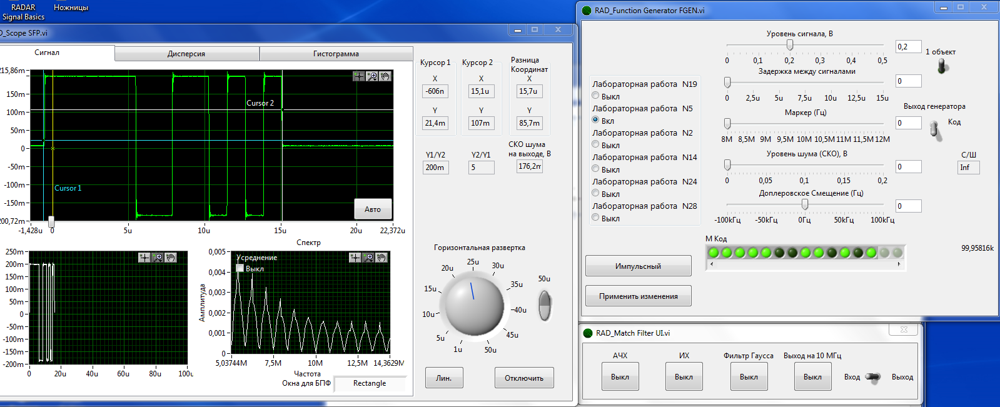 RADAR
Signal Basics
Ножницы
D_Scope SFP.vi
Сигнал
Дисперсия
Гистограмма
215,86m
150m
100m
50m
0
-50m
-100m
-150m
200,72m
-1,428u
0
5u
10u
15u
20u
22,372u
Cursor 2
Cursor 1
Авто
Курсор 1
X
-606n
Y
21,4m
Курсор 2
X
15,1u
Y
107m
Разница
Координат
X
15,7u
Y
85,7m
Y1/Y2
200m
Y2/Y1
5
СКО шума
на выходе, В
176,2m
250m
200m
150m
100m
50m
0
-50m
-100m
-150m
-200m
0
20u
40u
60u
80u
100u
Спектр
Усреднение
Выкл
Амплитуда
0,005
0,004
0,003
0,002
0,001
0
5,03744M
7,5M
10M
12,5M
14,3629M
Частота
Окна для БПФ
Rectangle
Горизонтальная развертка
1u
5u
10u
15u
20u
25u
30u
35u
40u
45u
50u
50u
Лин.
Отключить
RAD_Function Generator FGEN.vi
Лабораторная работа N19
Выкл
Лабораторная работа N5
Вкл
Лабораторная работа N2
Выкл
Лабораторная работа N14
Выкл
Лабораторная работа N24
Выкл
Лабораторная работа N28
Выкл
Импульсный
Применить изменения
Уровень сигнала, В
0 0,1 0,2 0,3 0,4 0,5
0,2
1 объект
Задержка между сигналами
0 2,5u 5u 7,5u 10u 12,5u 15u
0
Маркер (Гц)
8M 8,5M 9M 9,5M 10M 10,5M 11M 11,5M 12M
0
Выход генератора
Код
Уровень шума (СКО), В
0 0,05 0,1 0,15 0,2
0
С/Ш
Inf
Доплеровское Смещение (Гц)
-100кГц -50кГц 0Гц 50кГц 100кГц
0
М Код
99,95816k
RAD_Match Filter UI.vi
АЧХ
Выкл
ИХ
Выкл
Фильтр Гаусса
Выкл
Выход на 10 МГц
Выкл
Вход
Выход